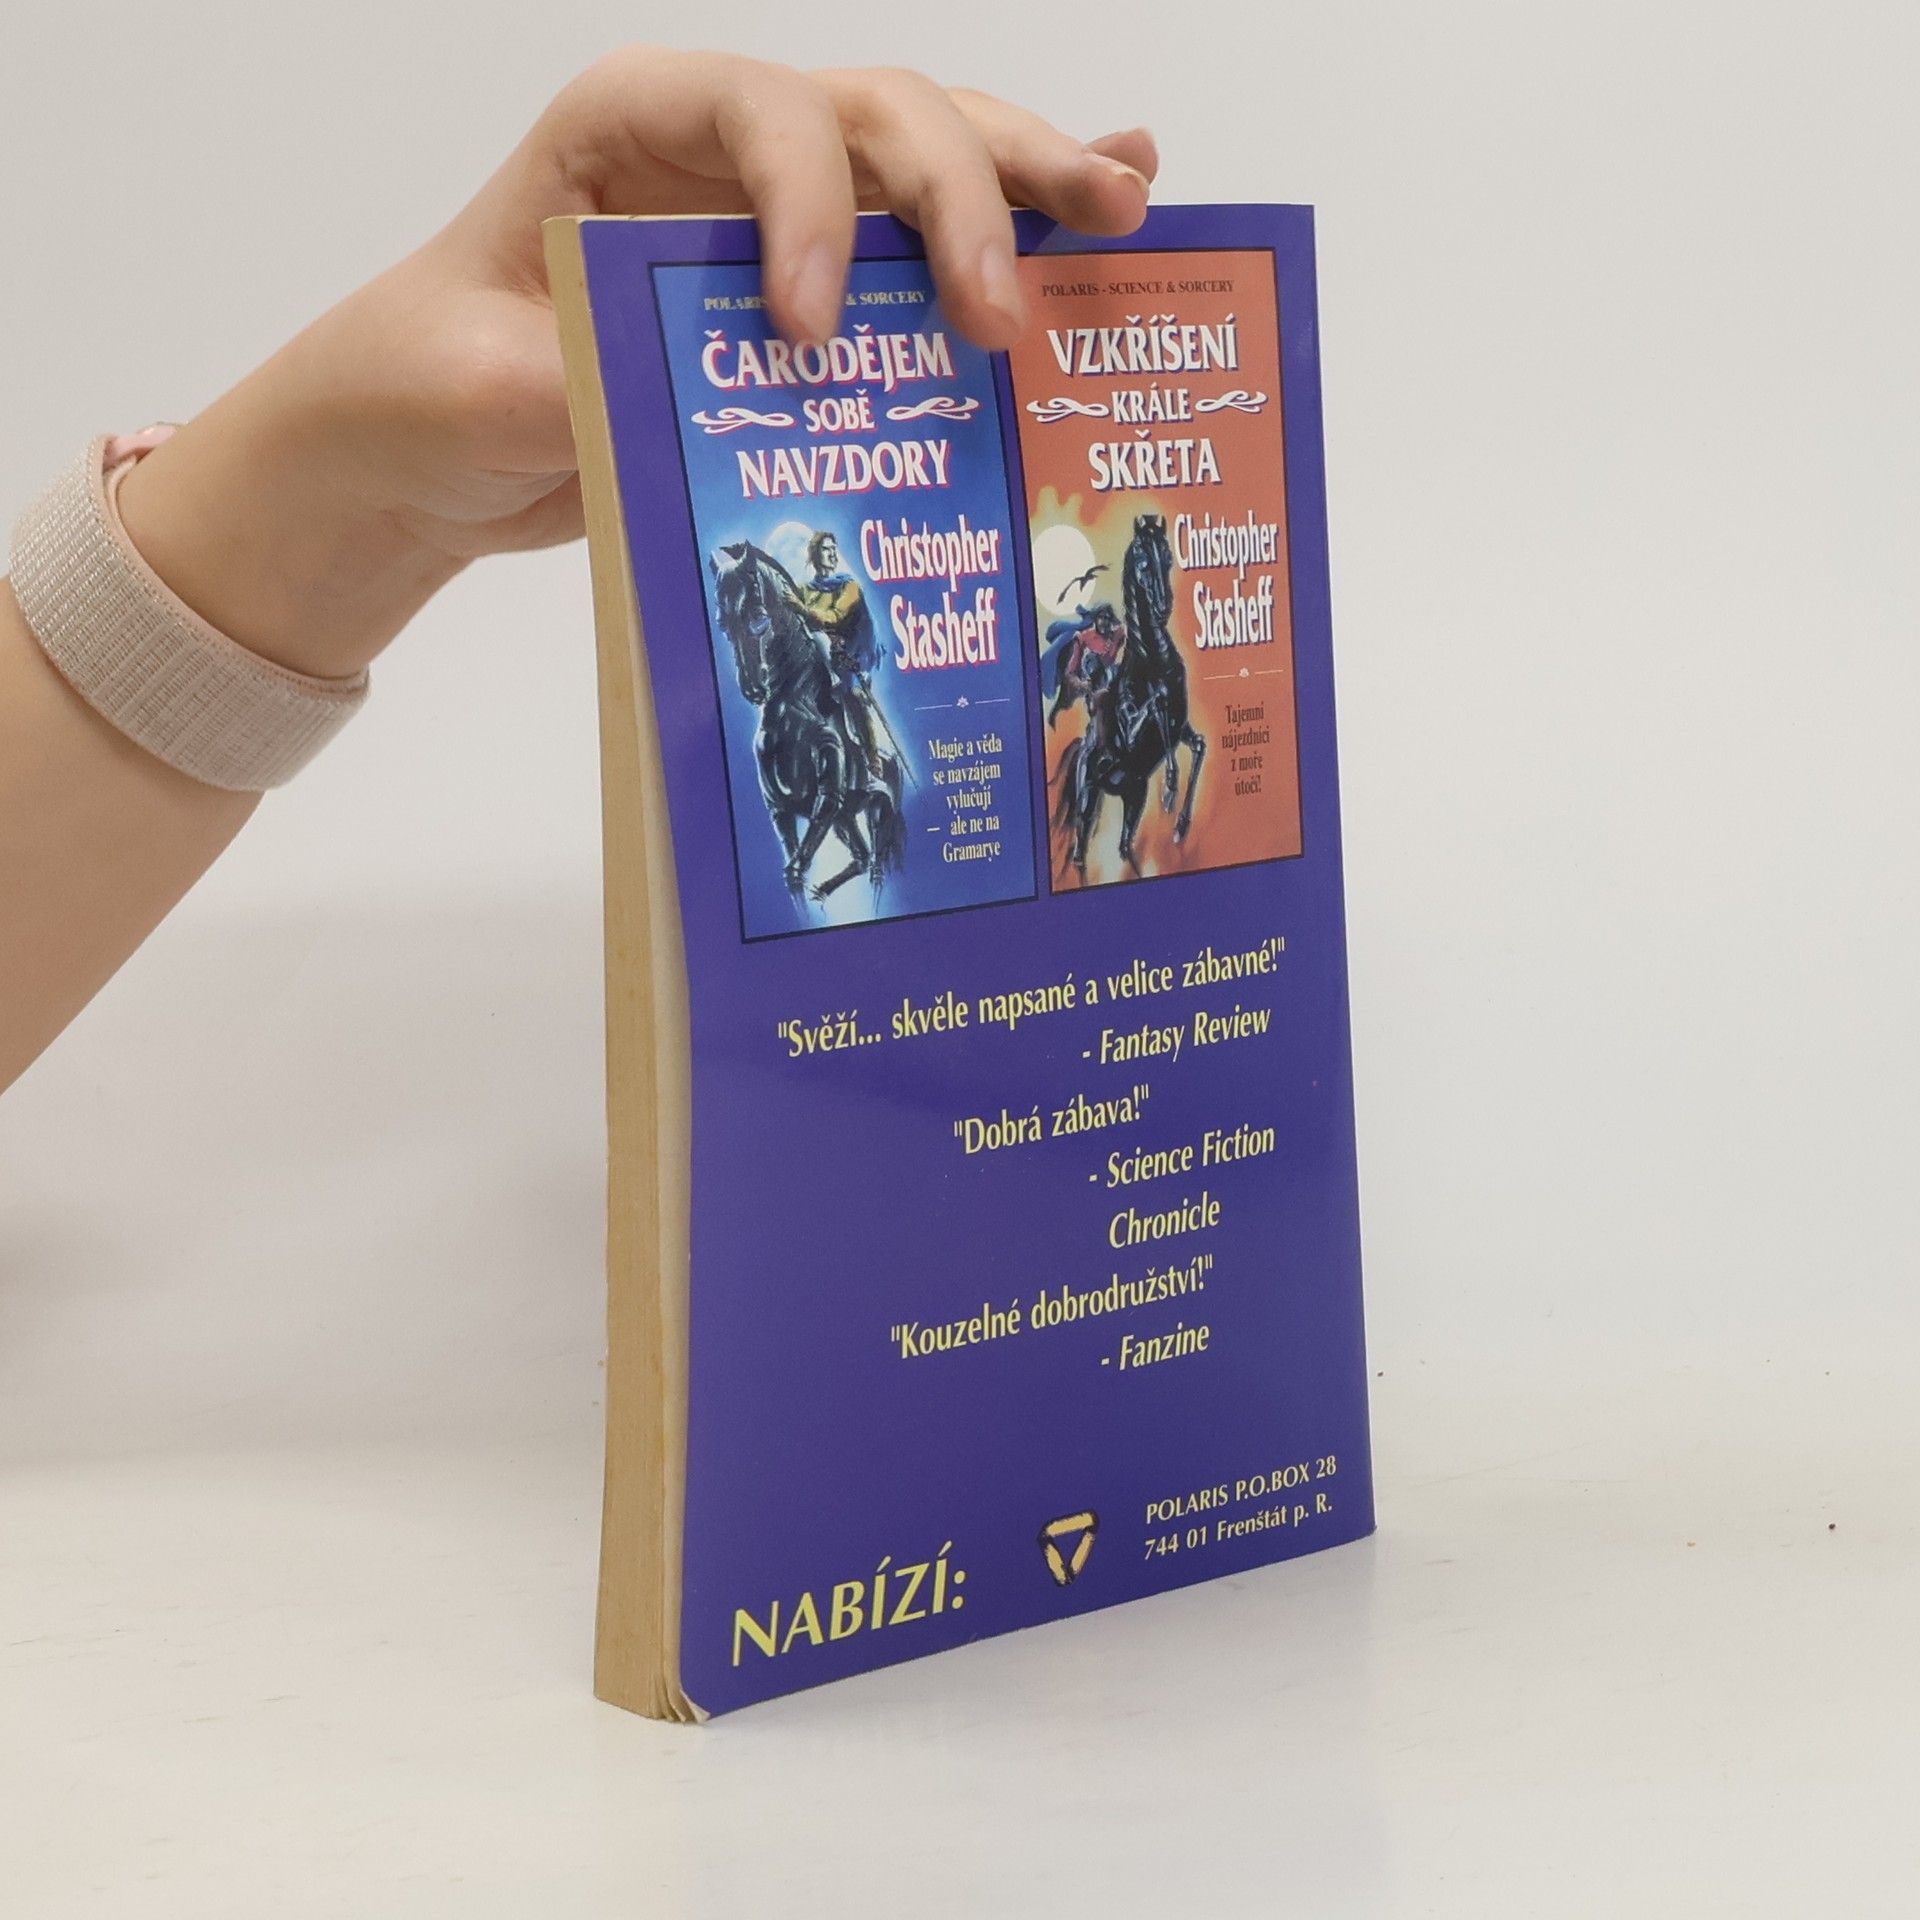 POLARIS & SORCERY
ČARODĚJEM
SOBĚ
NAVZDORY
Christopher
Stasheff
Magie a věda
se navzájem
vylučují
— ale ne na
Gramarye
POLARIS - SCIENCE & SORCERY
VZKŘÍŠENÍ
KRÁLE
SKŘETA
Christopher
Stasheff
Tajemní
nájezdníci
z moře
útočí!
"Svěží... skvěle napsané a velice zábavné!"
- Fantasy Review
"Dobrá zábava!"
- Science Fiction
Chronicle
"Kouzelné dobrodružství!"
- Fanzine
NABÍZÍ:
POLARIS P.O.BOX 28
744 01 Frenštát p. R.